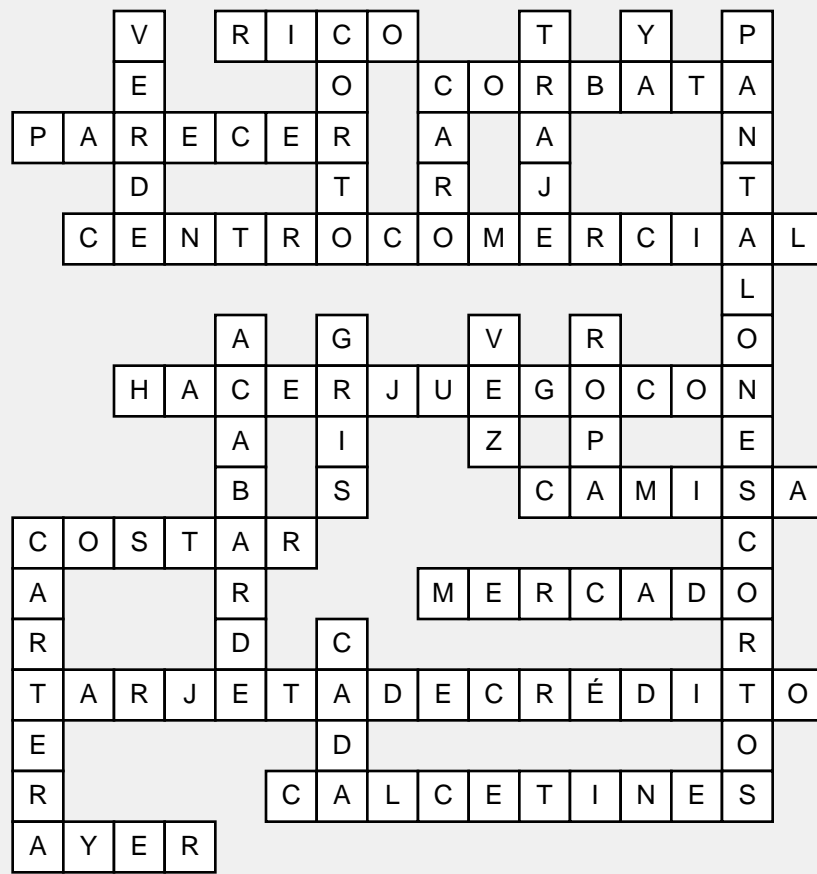 V R I C O T Y P
E O C O R B A T A
P A R E C E R A A N
D T R J T
C E N T R O C O M E R C I A L
L
A G V R O
H A C E R J U E G O C O N
A I Z P E
B S C A M I S A
C O S T A R C
A R M E R C A D O
R D C R
T A R J E T A D E C R É D I T O
E D O
R C A L C E T I N E S
A Y E R